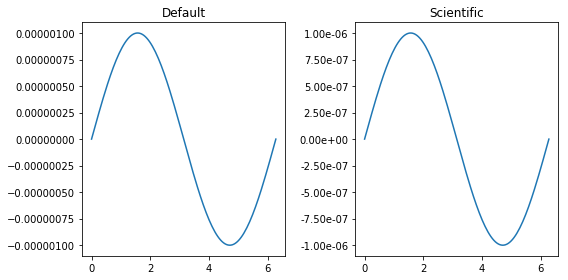 Default
0.00000100
0.00000075
0.00000050
0.00000025
0.00000000
−0.00000025
−0.00000050
−0.00000075
−0.00000100
0 2 4 6
Scientific
1.00e-06
7.50e-07
5.00e-07
2.50e-07
0.00e+00
-2.50e-07
-5.00e-07
-7.50e-07
-1.00e-06
0 2 4 6